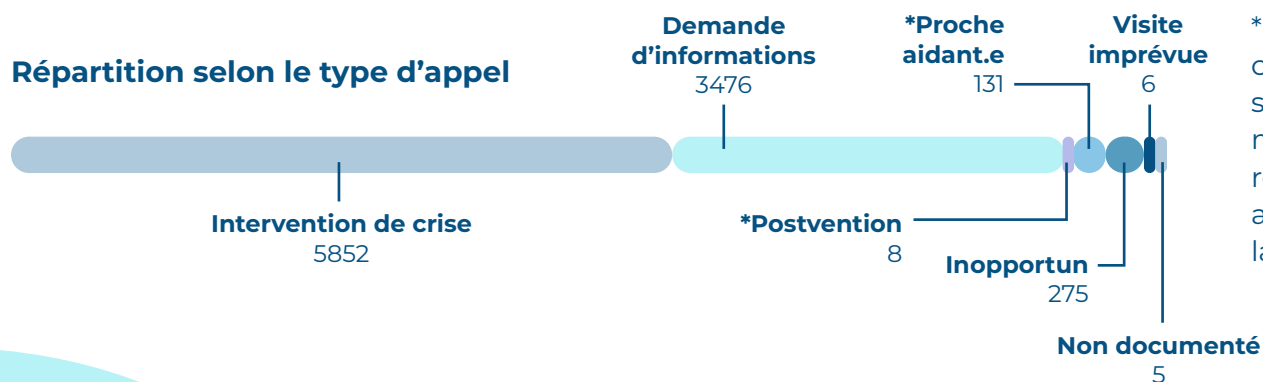 Répartition selon le type d'appel
Demande
d'informations
3476
*Proche
aidant.e
131
Visite
imprévue
6
Intervention de crise
5852
*Postvention
8
Inopportun
275
Non documenté
5
*